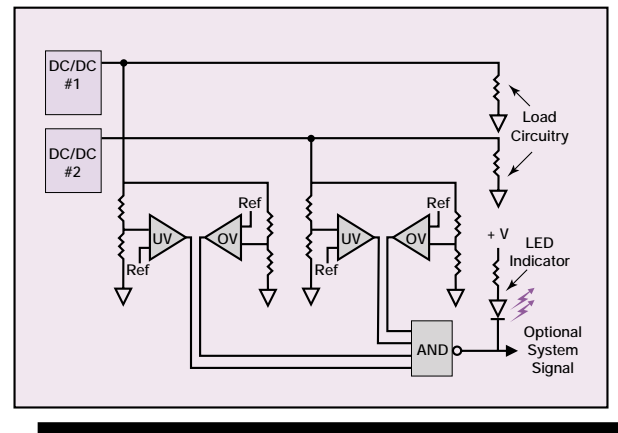 DC/DC
#1
DC/DC
#2
Load
Circuitry
Ref
Ref
UV
OV
UV
OV
Ref
Ref
+ V
LED
Indicator
AND
Optional
System
Signal